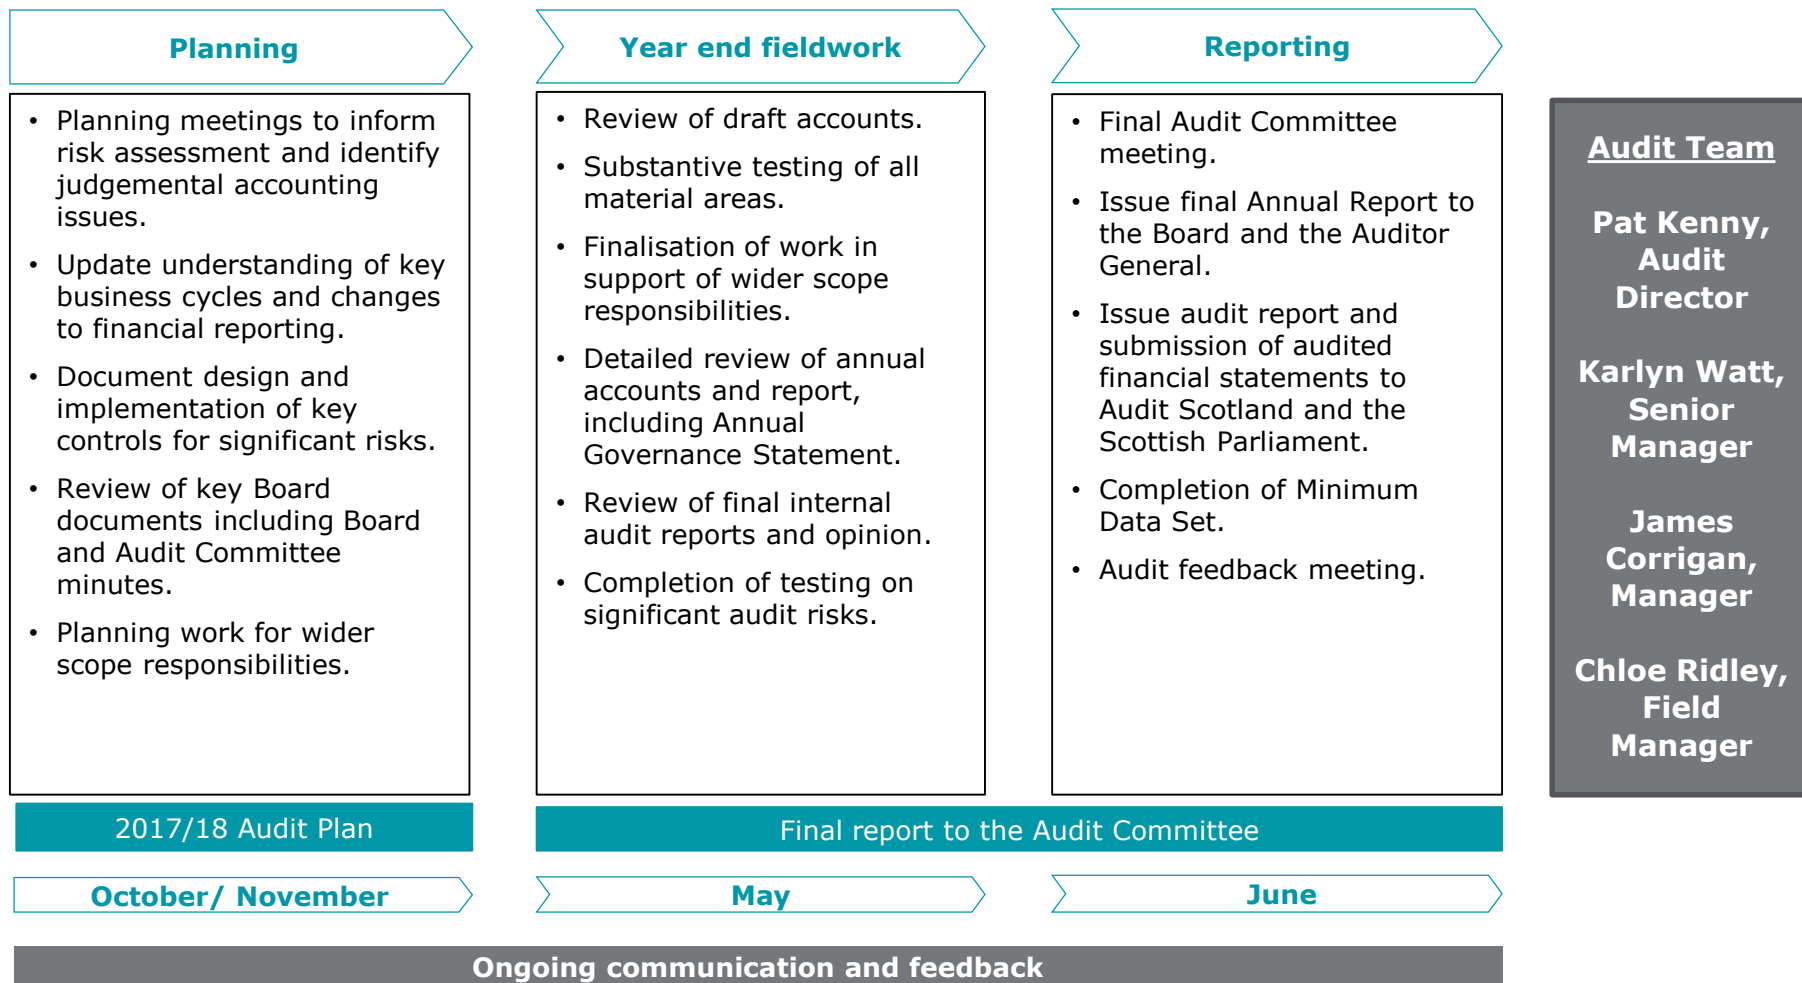 Planning
• Planning meetings to inform
risk assessment and identify
judgemental accounting
issues.
• Update understanding of key
business cycles and changes
to financial reporting.
• Document design and
implementation of key
controls for significant risks.
• Review of key Board
documents including Board
and Audit Committee
minutes.
• Planning work for wider
scope responsibilities.
2017/18 Audit Plan
October/ November
Year end fieldwork
• Review of draft accounts.
• Substantive testing of all
material areas.
• Finalisation of work in
support of wider scope
responsibilities.
• Detailed review of annual
accounts and report,
including Annual
Governance Statement.
• Review of final internal
audit reports and opinion.
• Completion of testing on
significant audit risks.
Reporting
• Final Audit Committee
meeting.
• Issue final Annual Report to
the Board and the Auditor
General.
• Issue audit report and
submission of audited
financial statements to
Audit Scotland and the
Scottish Parliament.
• Completion of Minimum
Data Set.
• Audit feedback meeting.
Final report to the Audit Committee
May
June
Ongoing communication and feedback
Audit Team
Pat Kenny,
Audit
Director
Karlyn Watt,
Senior
Manager
James
Corrigan,
Manager
Chloe Ridley,
Field
Manager